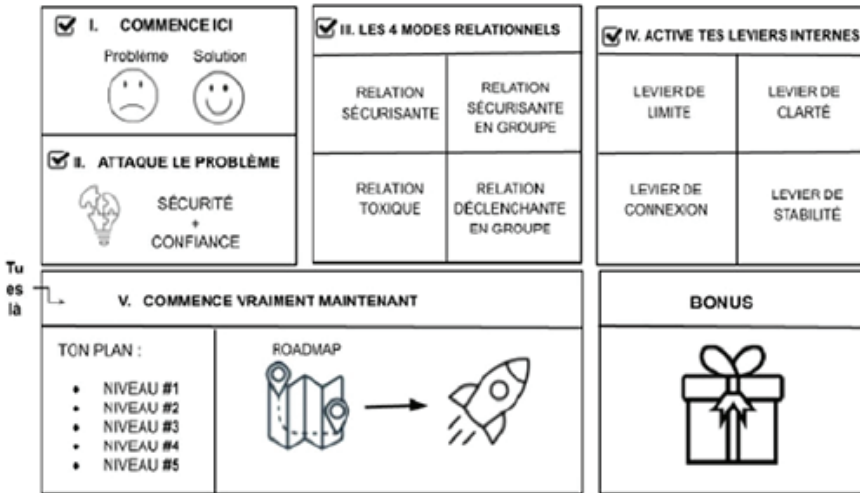 I. COMMENCE ICI
Problème Solution
II. ATTAQUE LE PROBLÈME
SÉCURITÉ
+
CONFIANCE
III. LES 4 MODES RELATIONNELS
RELATION
SÉCURISANTE
RELATION
SÉCURISANTE
EN GROUPE
RELATION
TOXIQUE
RELATION
DÉCLENCHANTE
EN GROUPE
IV. ACTIVE TES LEVIERS INTERNES
LEVIER DE
LIMITE
LEVIER DE
CLARTÉ
LEVIER DE
CONNEXION
LEVIER DE
STABILITÉ
Tu
es
là
V. COMMENCE VRAIMENT MAINTENANT
TON PLAN :
• NIVEAU #1
• NIVEAU #2
• NIVEAU #3
• NIVEAU #4
• NIVEAU #5
ROADMAP
BONUS